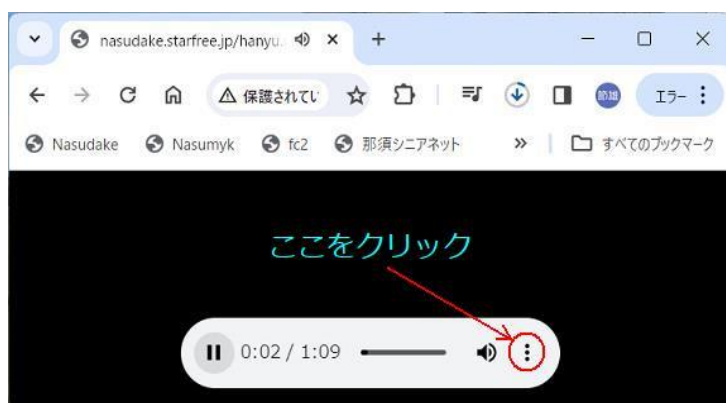 nasudake.starfree.jp/hanyu.
保護されてい
エラー
Nasudake Nasumyk fc2 那須シニアネット » すべてのブックマーク
ここをクリック
0:02 / 1:09